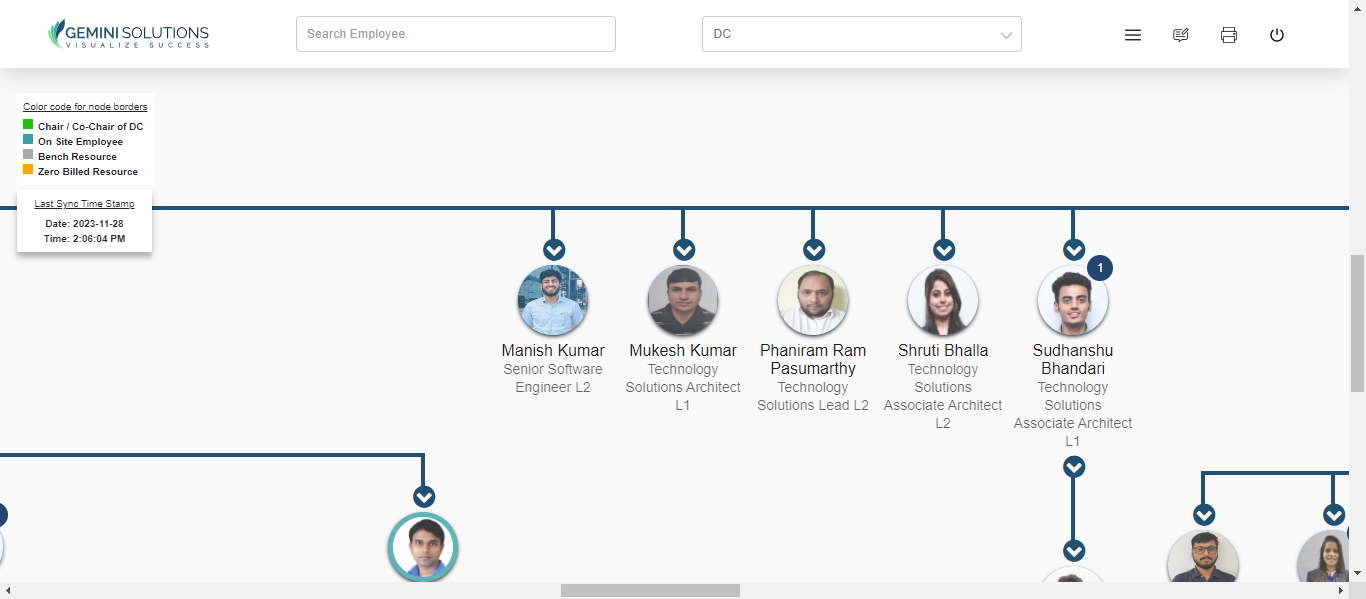 GEMINI SOLUTIONS
VISUALIZE SUCCESS
Search Employee
DC
Color code for node borders
Chair / Co-Chair of DC
On Site Employee
Bench Resource
Zero Billed Resource
Last Sync Time Stamp
Date: 2023-11-28
Time: 2:06:04 PM
1
Manish Kumar
Senior Software
Engineer L2
Mukesh Kumar
Technology
Solutions Architect
L1
Phaniram Ram
Pasumarthy
Technology
Solutions Lead L2
Shruti Bhalla
Technology
Solutions
Associate Architect
L2
Sudhanshu
Bhandari
Technology
Solutions
Associate Architect
L1